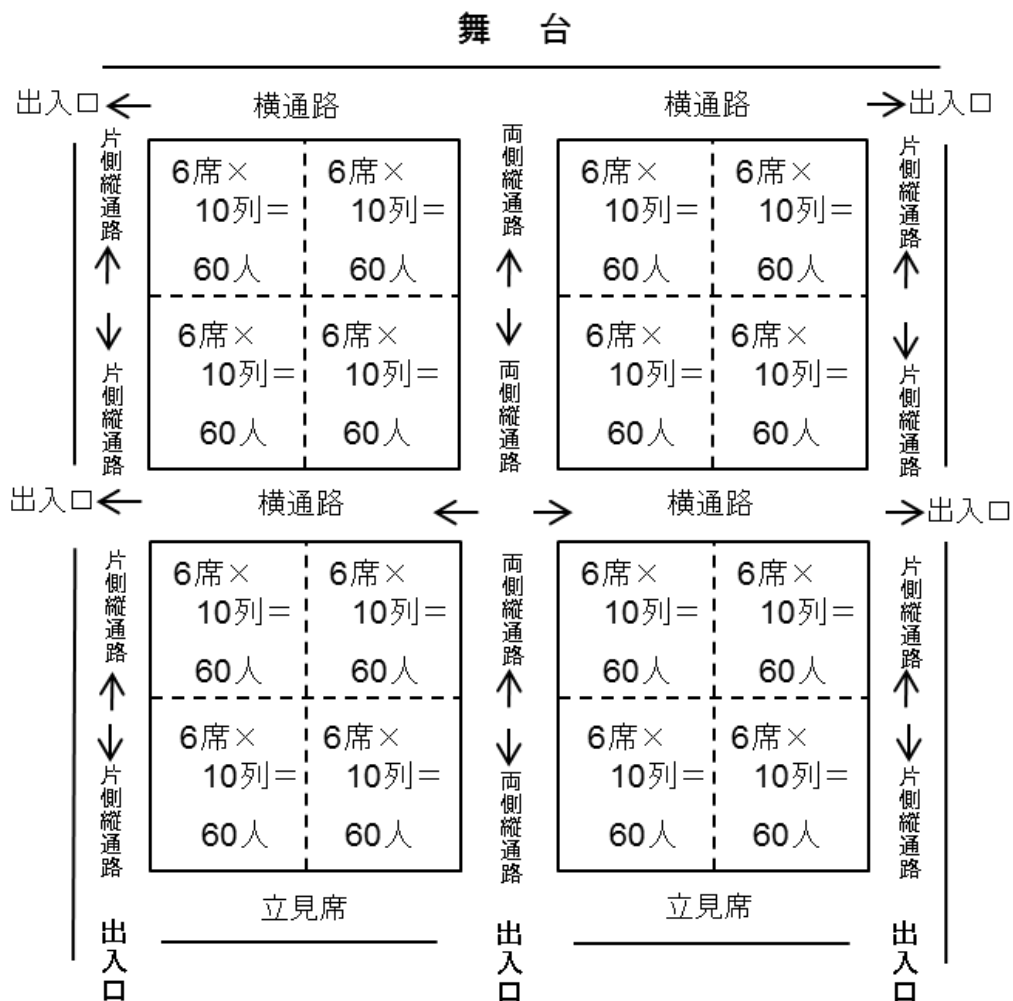 舞 台
出入口 横通路 横通路 出入口
片側縦通路 両側縦通路 片側縦通路
6席× 6席× 6席× 6席×
10列= 10列= 10列= 10列=
60人 60人 60人 60人
6席× 6席× 6席× 6席×
10列= 10列= 10列= 10列=
60人 60人 60人 60人
片側縦通路 両側縦通路 片側縦通路
出入口 横通路 横通路 出入口
片側縦通路 両側縦通路 片側縦通路
6席× 6席× 6席× 6席×
10列= 10列= 10列= 10列=
60人 60人 60人 60人
6席× 6席× 6席× 6席×
10列= 10列= 10列= 10列=
60人 60人 60人 60人
片側縦通路 両側縦通路 片側縦通路
立見席 立見席
出入口 出入口 出入口